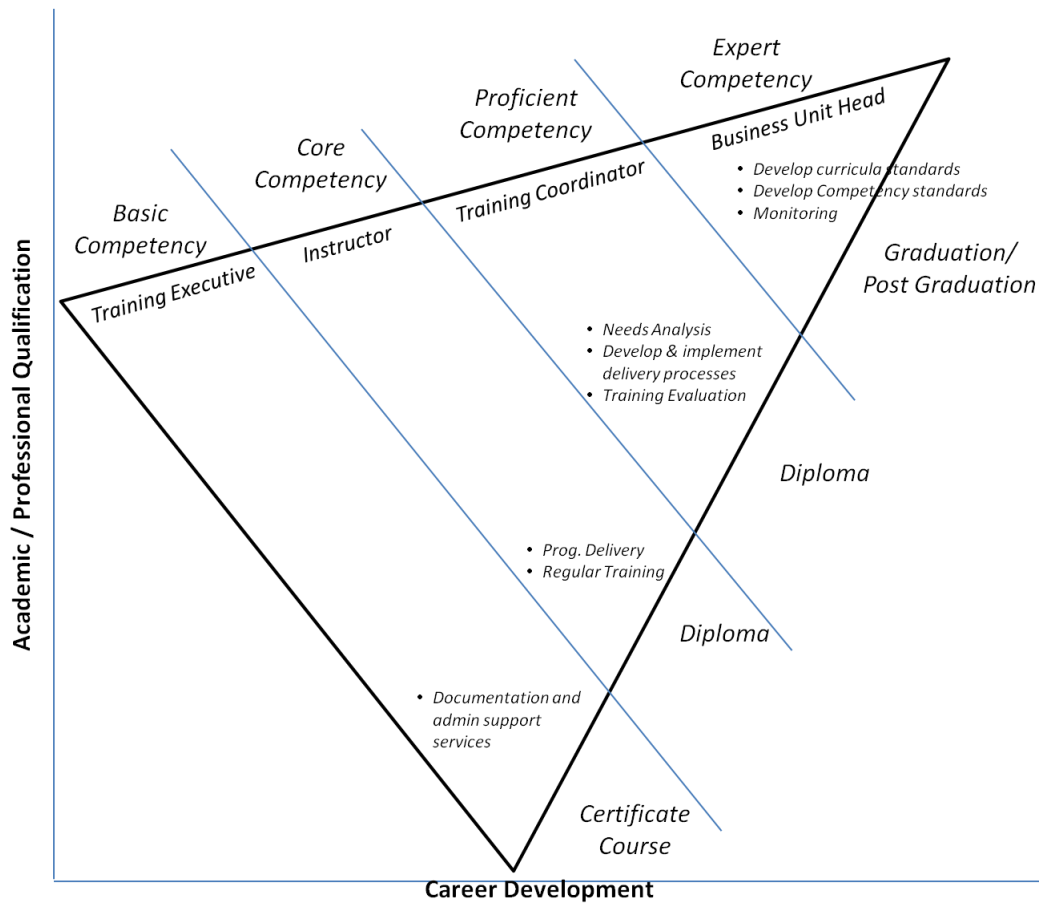 Expert
Competency
Proficient
Competency
Core
Competency
Basic
Competency
Business Unit Head
Training Coordinator
Instructor
Training Executive
• Develop curricula standards
• Develop Competency standards
• Monitoring
Graduation/
Post Graduation
• Needs Analysis
• Develop & implement
delivery processes
• Training Evaluation
Diploma
• Prog. Delivery
• Regular Training
Diploma
• Documentation and
admin support
services
Certificate
Course
Academic / Professional Qualification
Career Development